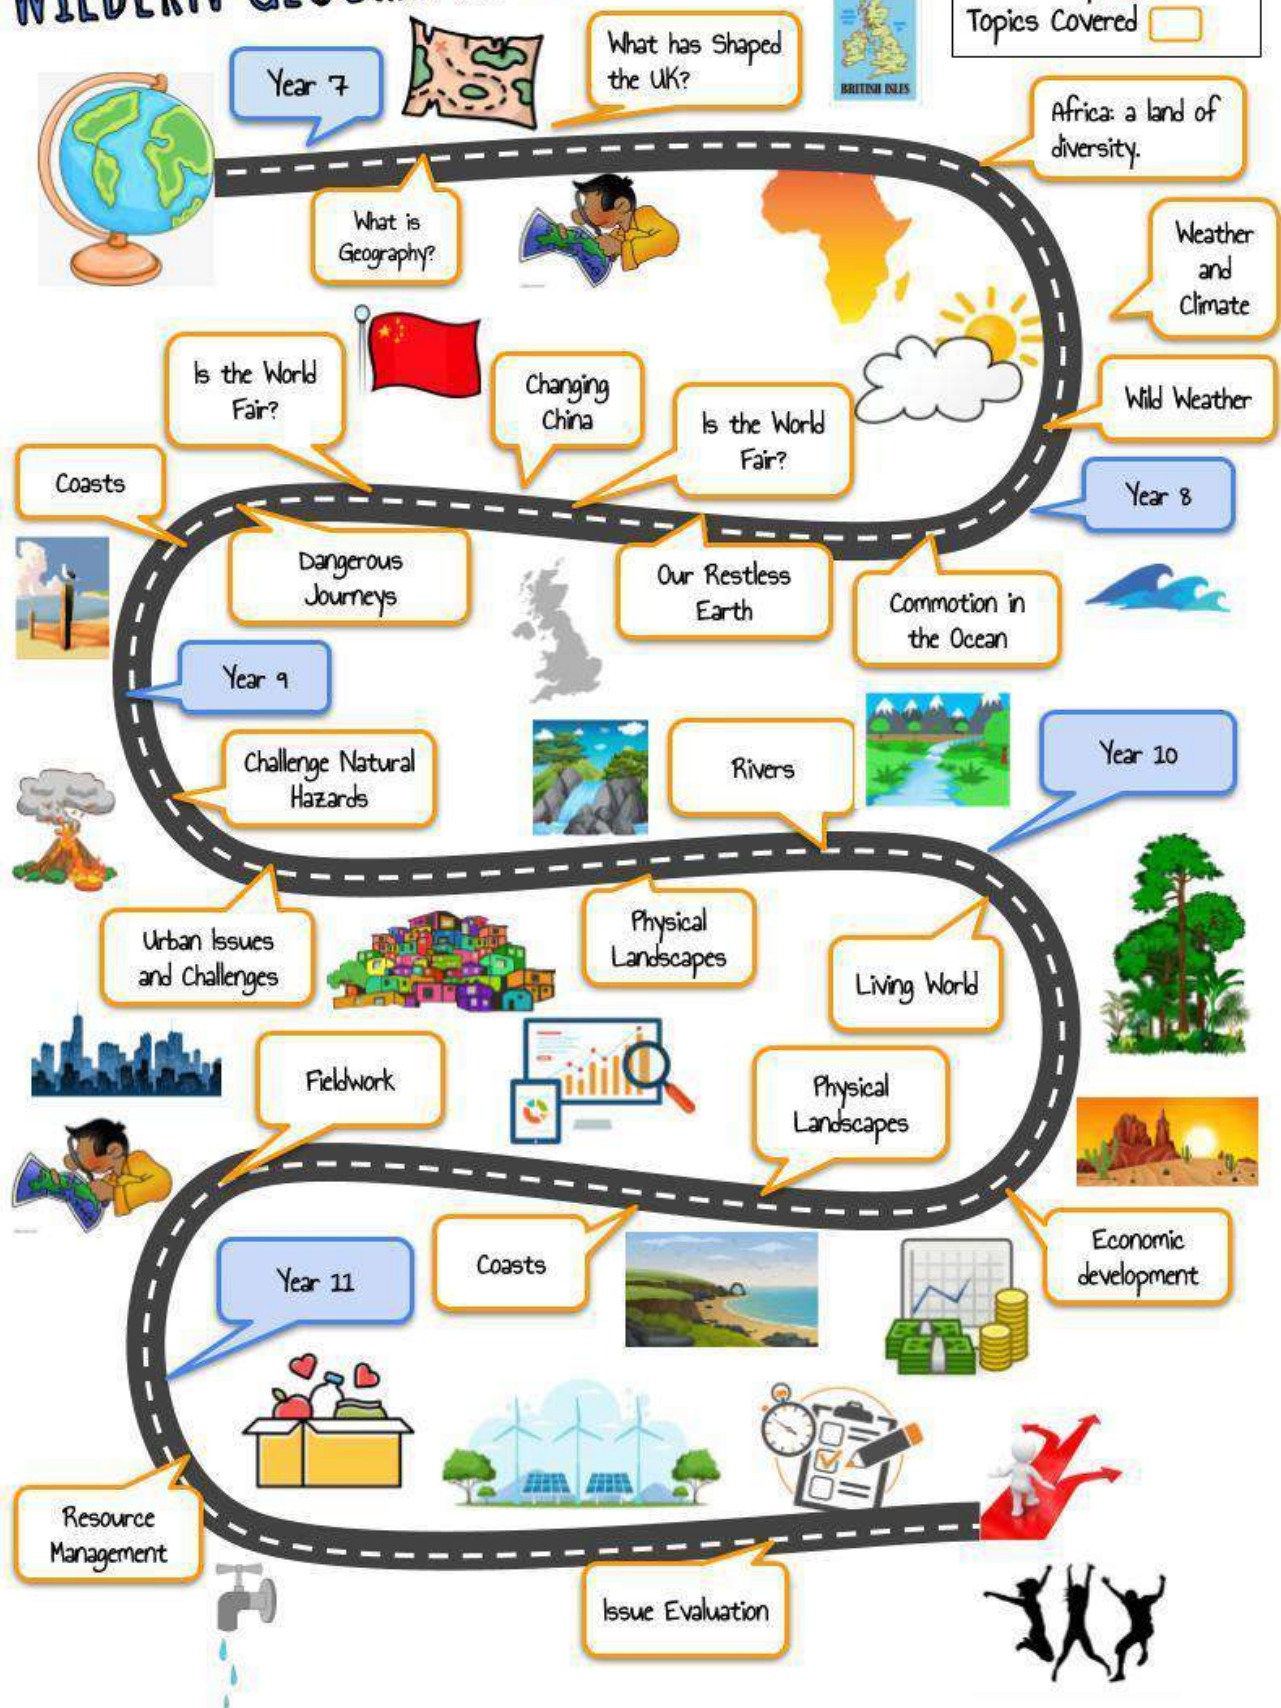 WILDERN
Topics Covered
Year 7
What has Shaped
the UK?
BRITISH ISLES
Africa: a land of
diversity.
What is
Geography?
Weather
and
Climate
Wild Weather
Year 8
Commotion in
the Ocean
Our Restless
Earth
Is the World
Fair?
Changing
China
Is the World
Fair?
Dangerous
Journeys
Coasts
Year 9
Challenge Natural
Hazards
Urban Issues
and Challenges
Physical
Landscapes
Rivers
Year 10
Living World
Economic
development
Physical
Landscapes
Coasts
Fieldwork
Year 11
Resource
Management
Issue Evaluation